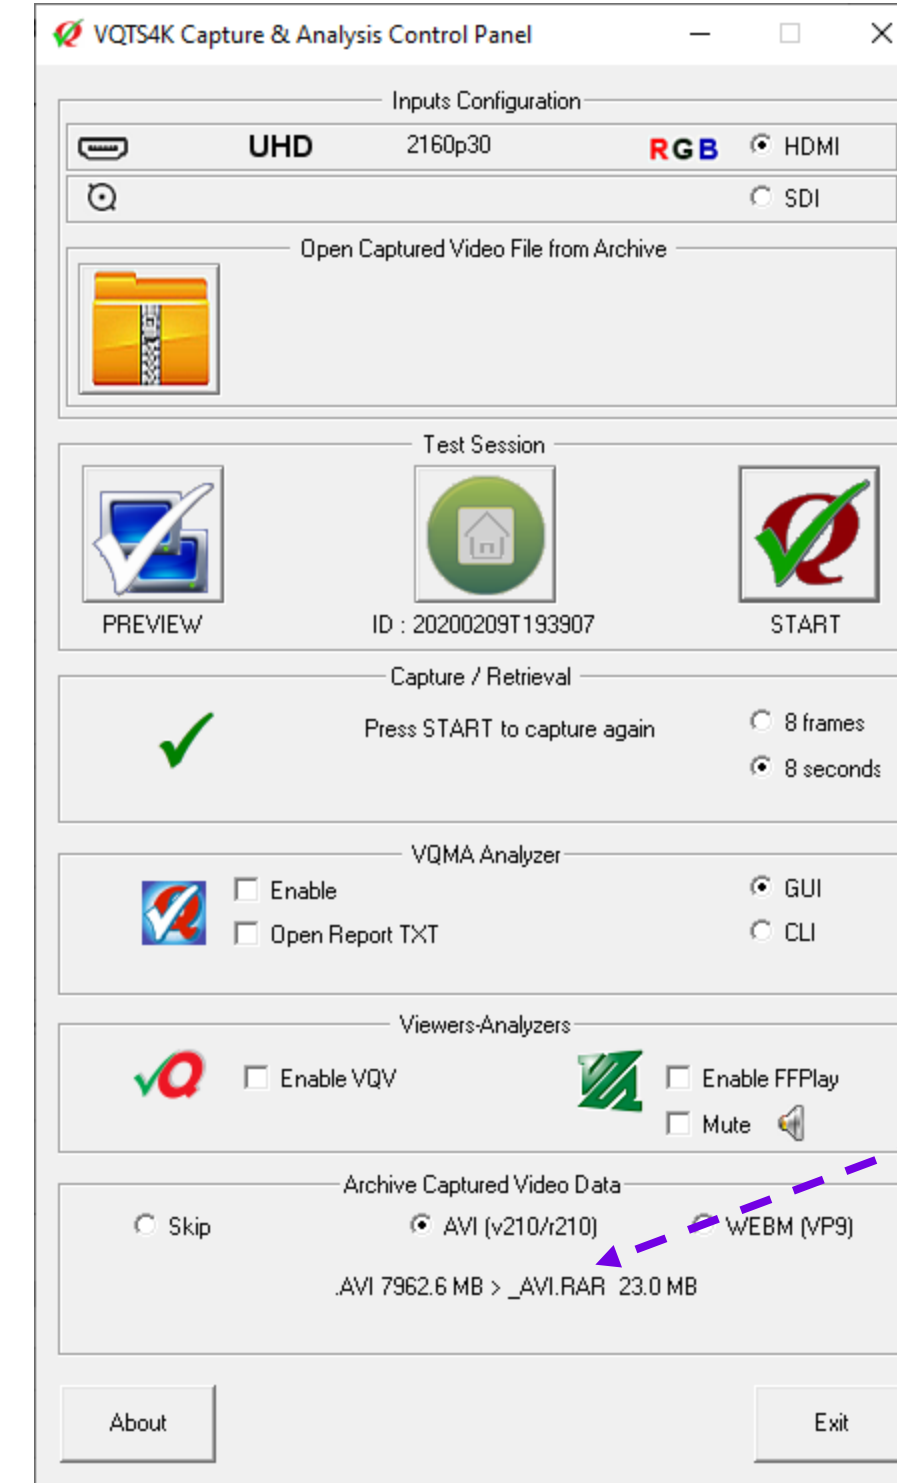 VQTS4K Capture & Analysis Control Panel
Inputs Configuration
UHD 2160p30 RGB HDMI
SDI
Open Captured Video File from Archive
Test Session
PREVIEW ID : 20200209T193907 START
Capture / Retrieval
Press START to capture again 8 frames
8 seconds
VQMA Analyzer
Enable GUI
Open Report TXT CLI
Viewers-Analyzers
Enable VQV Enable FFPlay
Mute
Archive Captured Video Data
Skip AVI (v210/r210) WEBM (VP9)
.AVI 7962.6 MB > _AVI.RAR 23.0 MB
About Exit